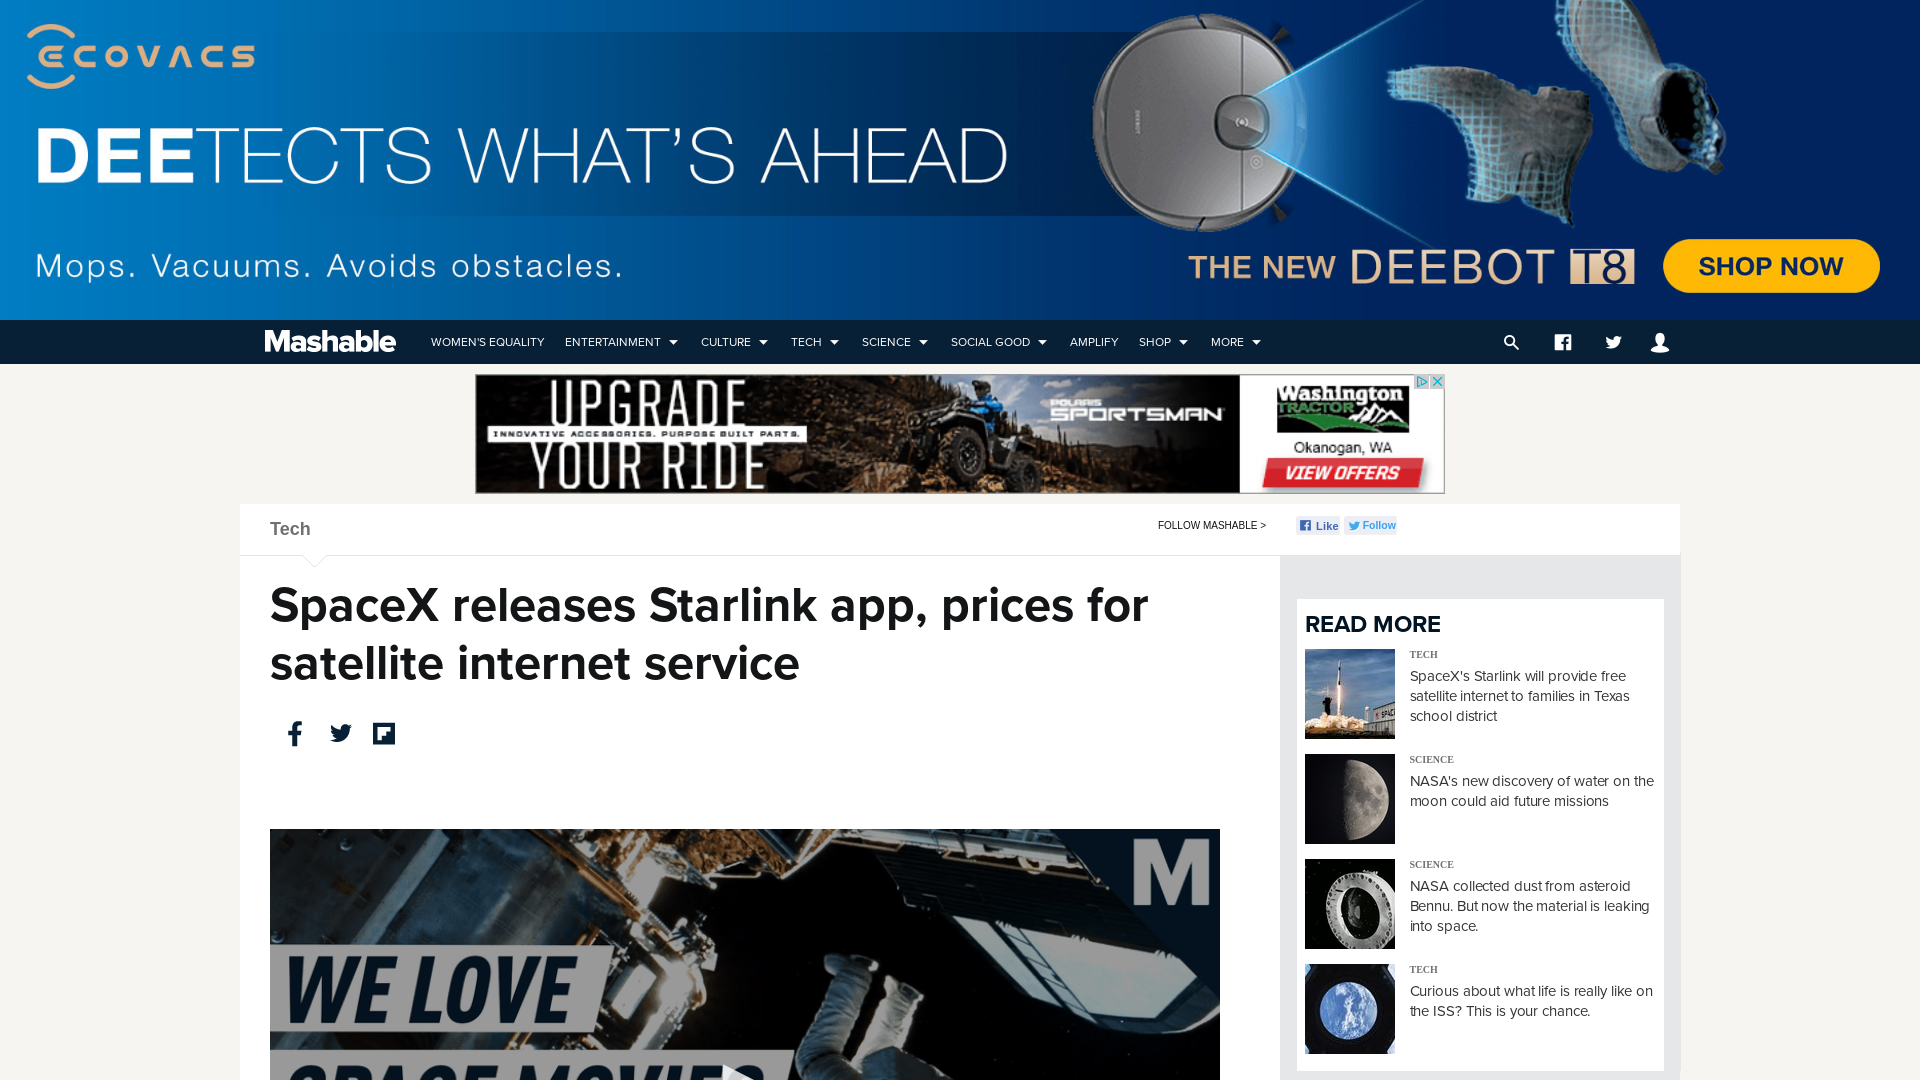 ECOVACS
DEETECTS WHAT'S AHEAD
Mops. Vacuums. Avoids obstacles.
THE NEW DEEBOT T8
SHOP NOW
Mashable
WOMEN'S EQUALITY
ENTERTAINMENT
CULTURE
TECH
SCIENCE
SOCIAL GOOD
AMPLIFY
SHOP
MORE
UPGRADE
INNOVATIVE ACCESSORIES. PURPOSE BUILT PARTS.
YOUR RIDE
POLARIS
SPORTSMAN
Washington
TRACTOR
Okanogan, WA
VIEW OFFERS
Tech
FOLLOW MASHABLE >
Like
Follow
SpaceX releases Starlink app, prices for
satellite internet service
M
WE LOVE
SPACE MOVIES
READ MORE
TECH
SpaceX's Starlink will provide free
satellite internet to families in Texas
school district
SCIENCE
NASA's new discovery of water on the
moon could aid future missions
SCIENCE
NASA collected dust from asteroid
Bennu. But now the material is leaking
into space.
TECH
Curious about what life is really like on
the ISS? This is your chance.